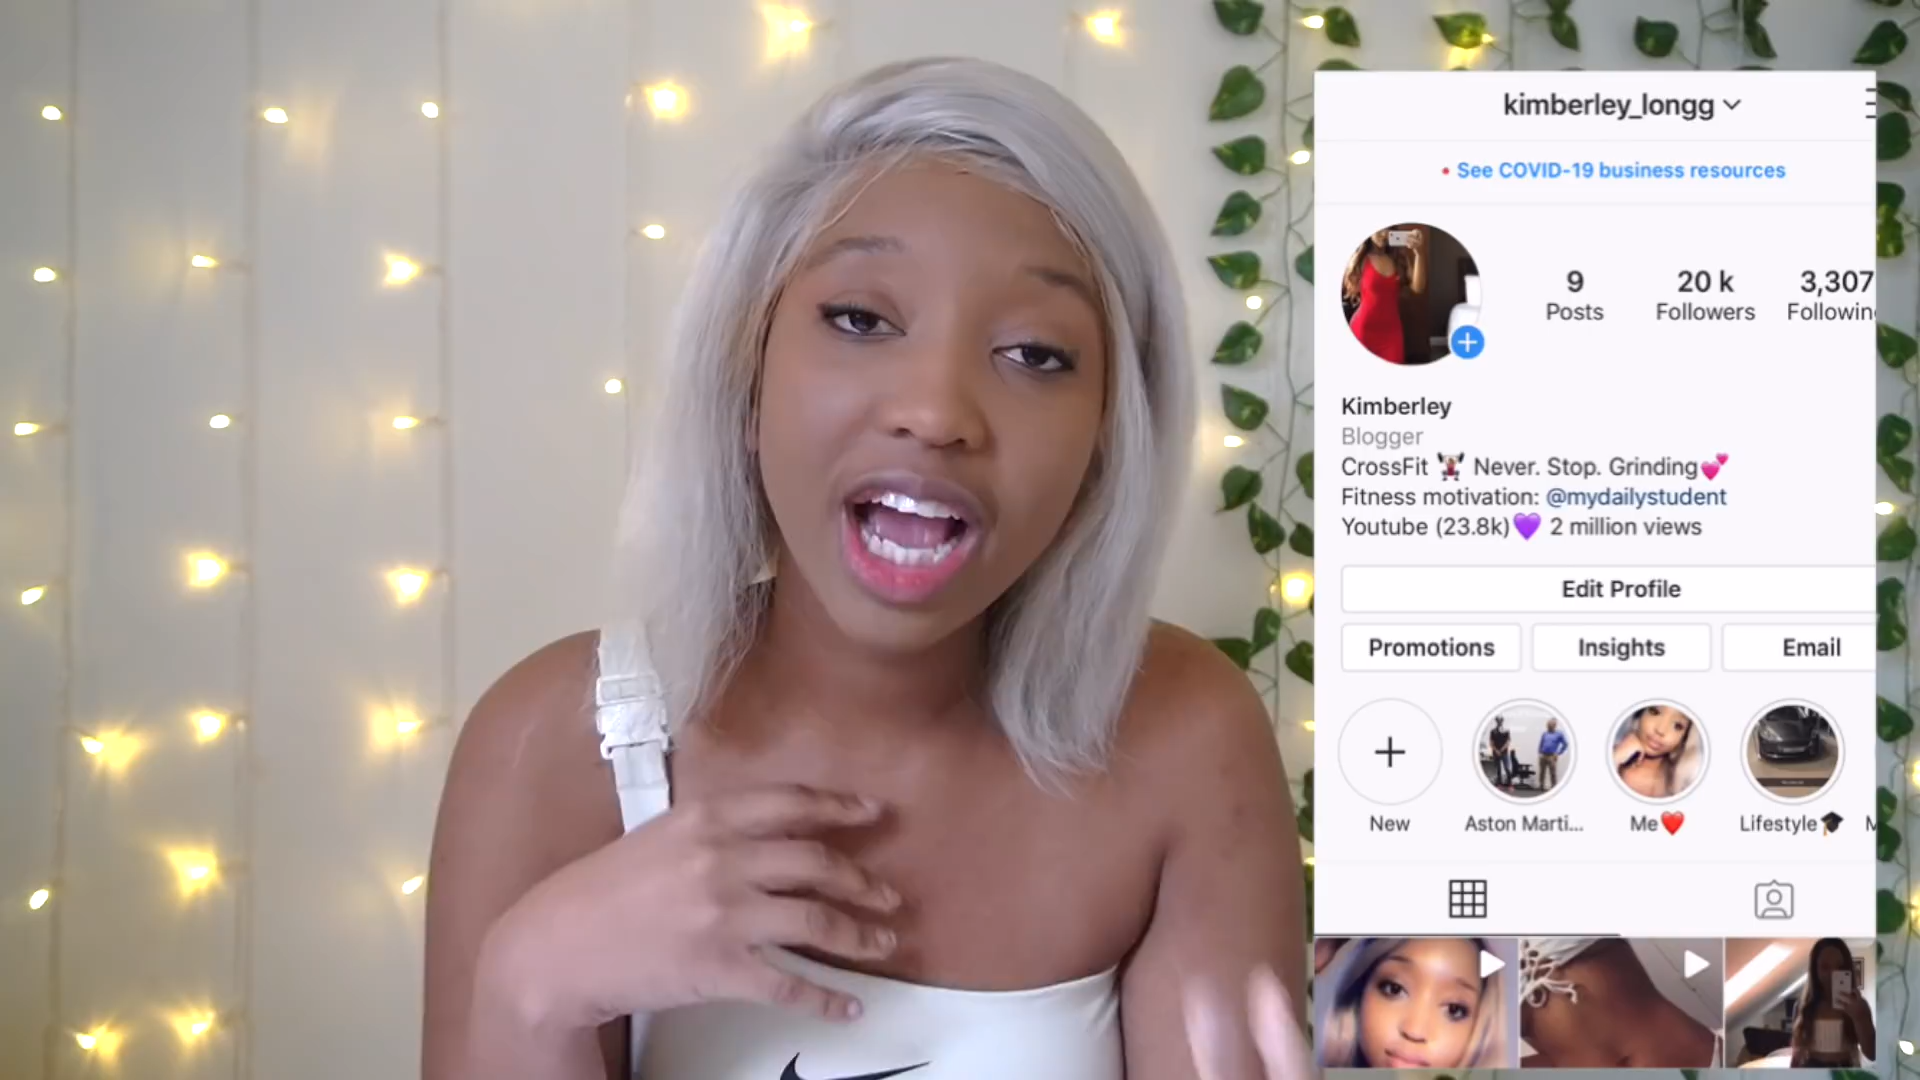 kimberley_longg
See COVID-19 business resources
9
Posts
20 k
Followers
3,307
Followin
Kimberley
Blogger
CrossFit 🏋️ Never. Stop. Grinding💕
Fitness motivation: @mydailystudent
Youtube (23.8k)💜 2 million views
Edit Profile
Promotions
Insights
Email
New
Aston Marti...
Me❤️
Lifestyle🎓
M